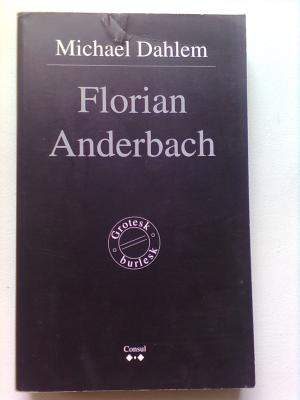 Michael Dahlem
Florian
Anderbach
Grotesk
burlesk
Consul